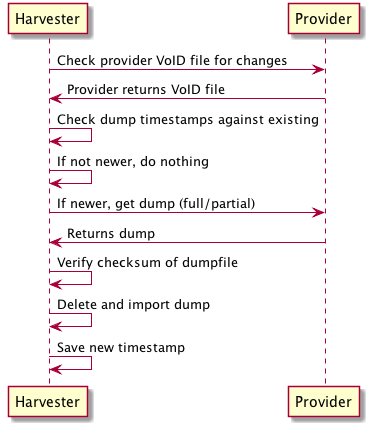 Harvester Provider
Check provider VoID file for changes
Provider returns VoID file
Check dump timestamps against existing
If not newer, do nothing
If newer, get dump (full/partial)
Returns dump
Verify checksum of dumpfile
Delete and import dump
Save new timestamp
Harvester Provider